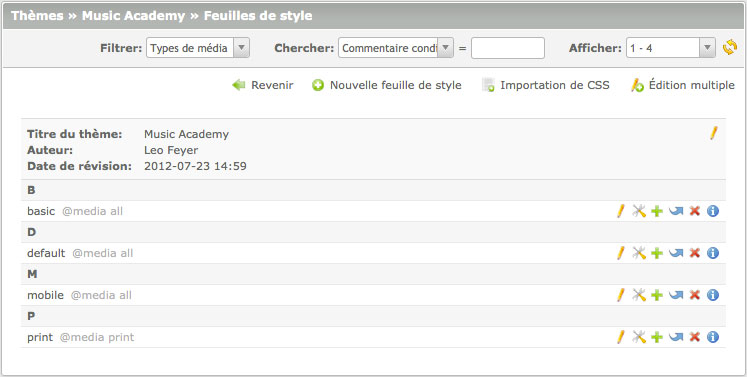 Thèmes » Music Academy » Feuilles de style
Filtrer: Types de média Chercher: Commentaire cond = Afficher: 1 - 4
Revenir Nouvelle feuille de style Importation de CSS Édition multiple
Titre du thème: Music Academy
Auteur: Leo Feyer
Date de révision: 2012-07-23 14:59
B
basic @media all
D
default @media all
M
mobile @media all
P
print @media print